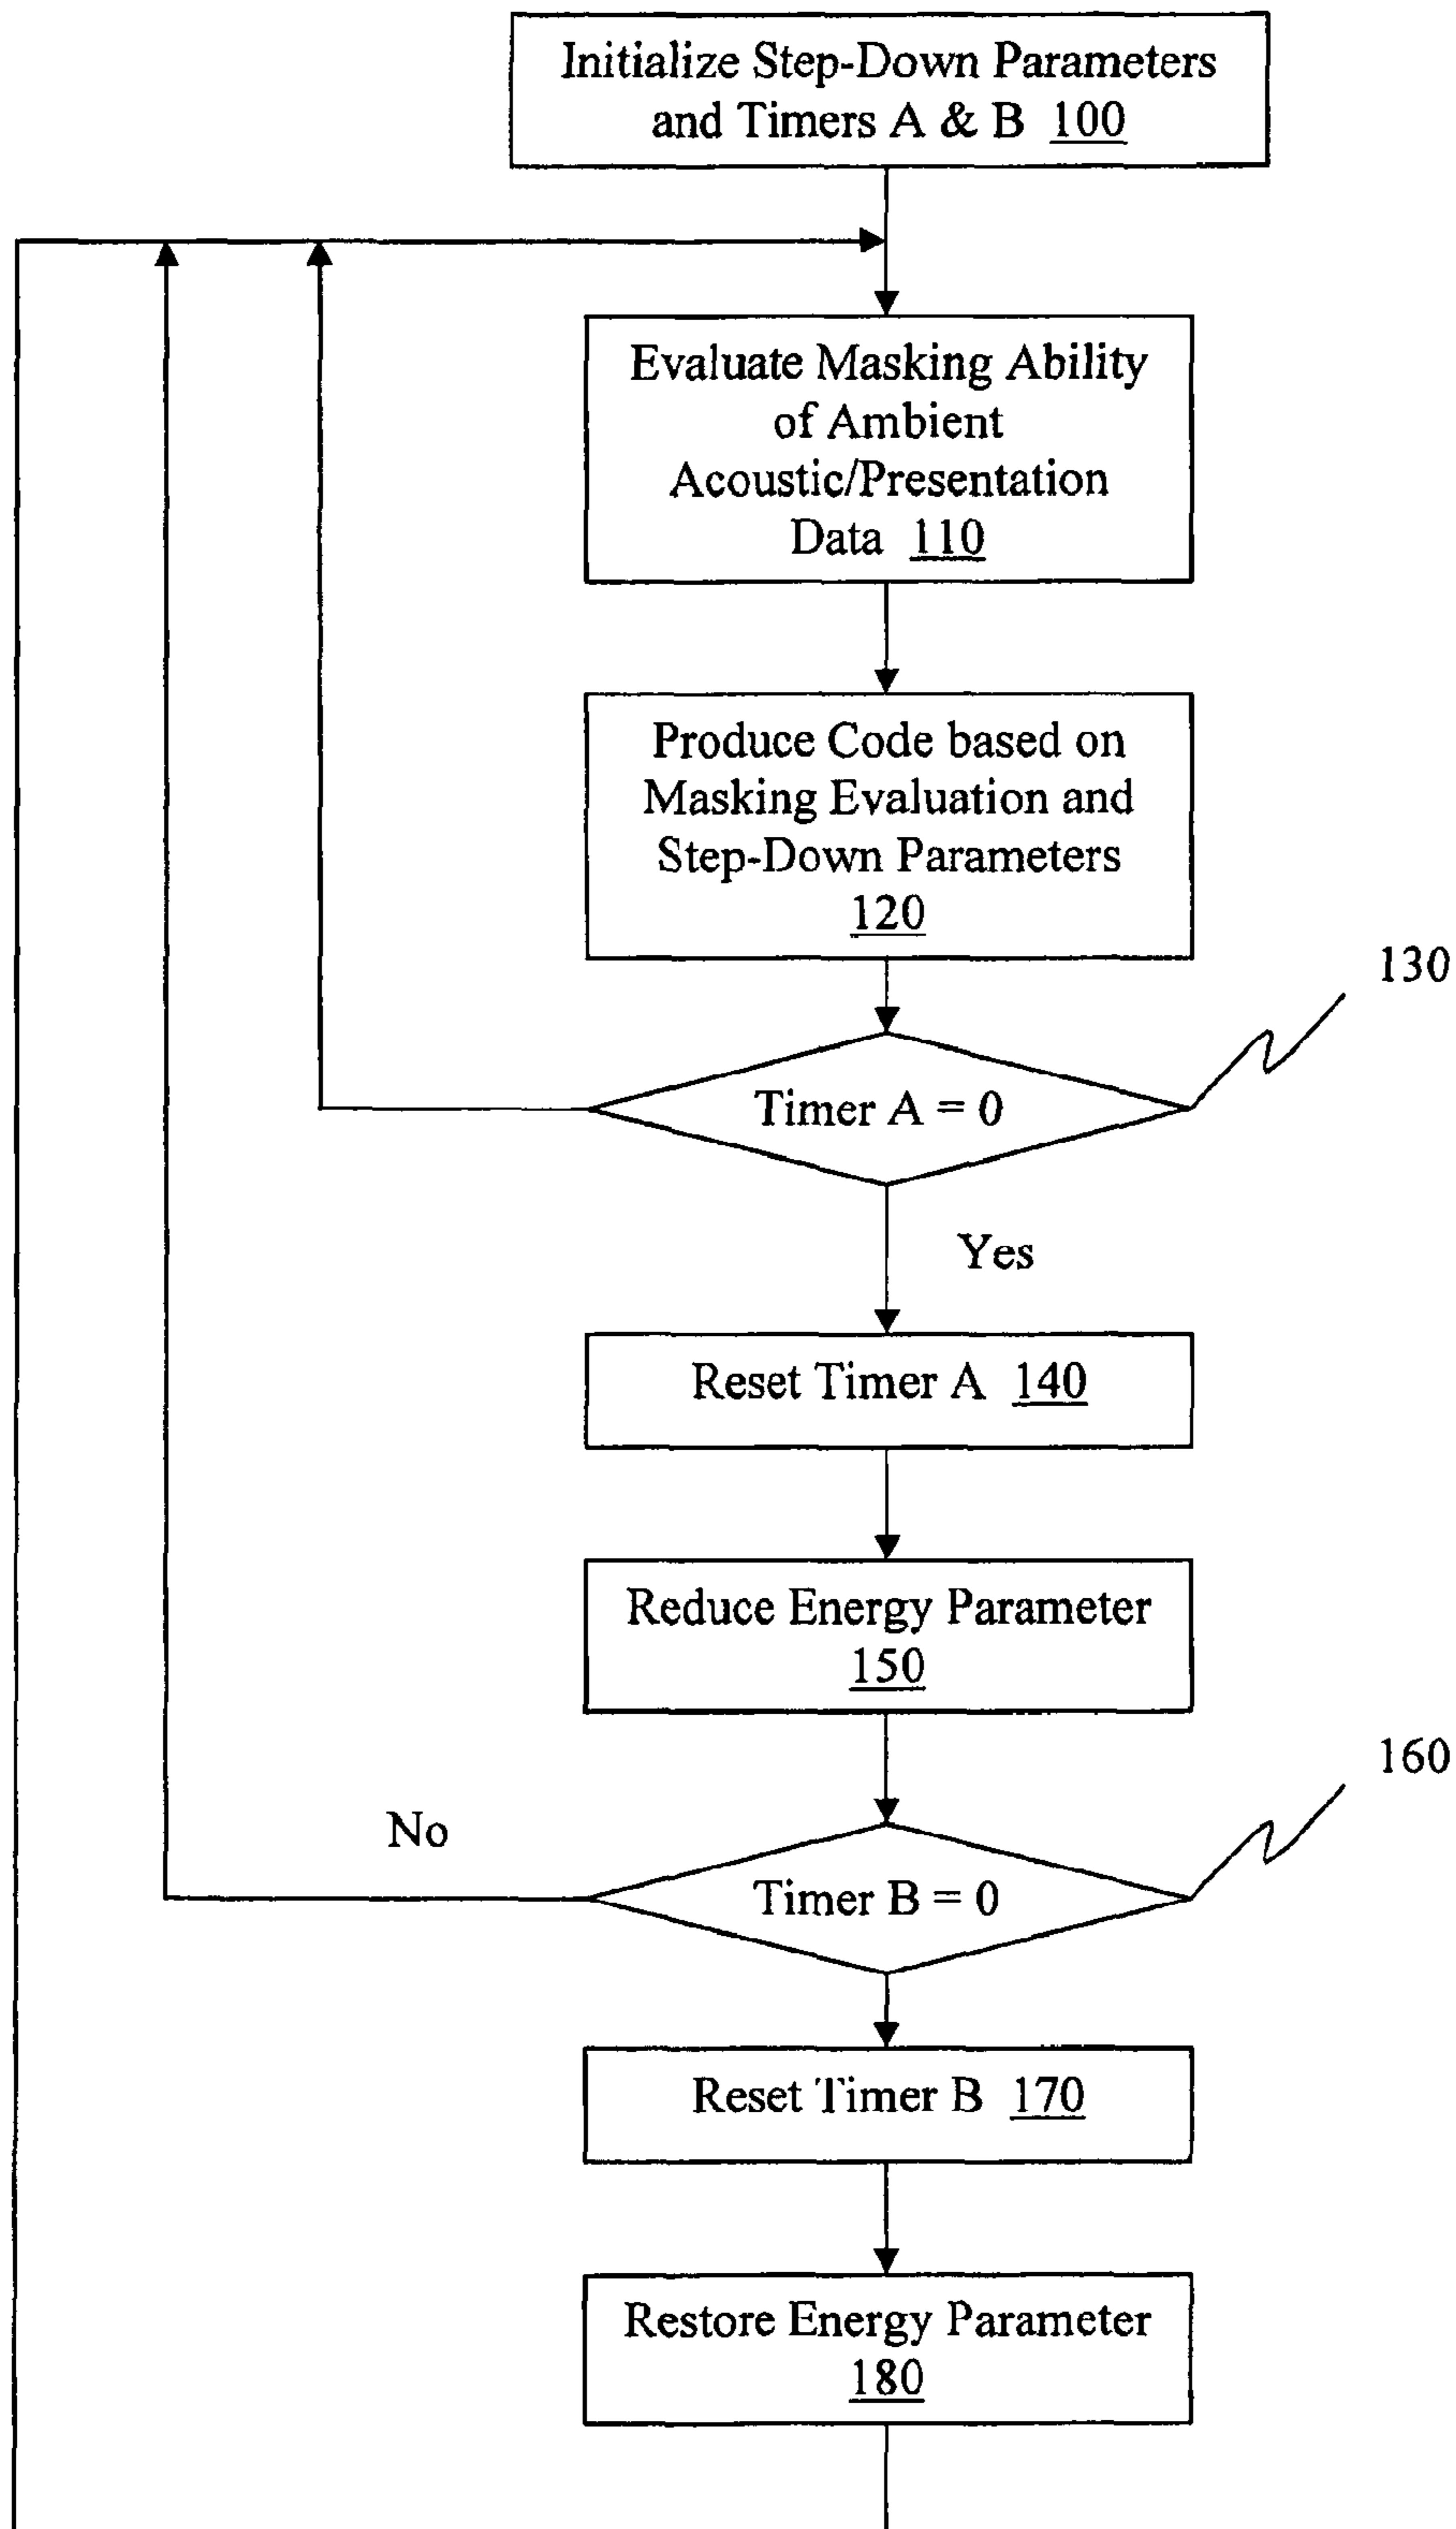 Initialize Step-Down Parameters
and Timers A & B 100
Evaluate Masking Ability
of Ambient
Acoustic/Presentation
Data 110
Produce Code based on
Masking Evaluation and
Step-Down Parameters
120
130
Timer A = 0
Yes
Reset Timer A 140
Reduce Energy Parameter
150
160
No
Timer B = 0
Reset Timer B 170
Restore Energy Parameter
180